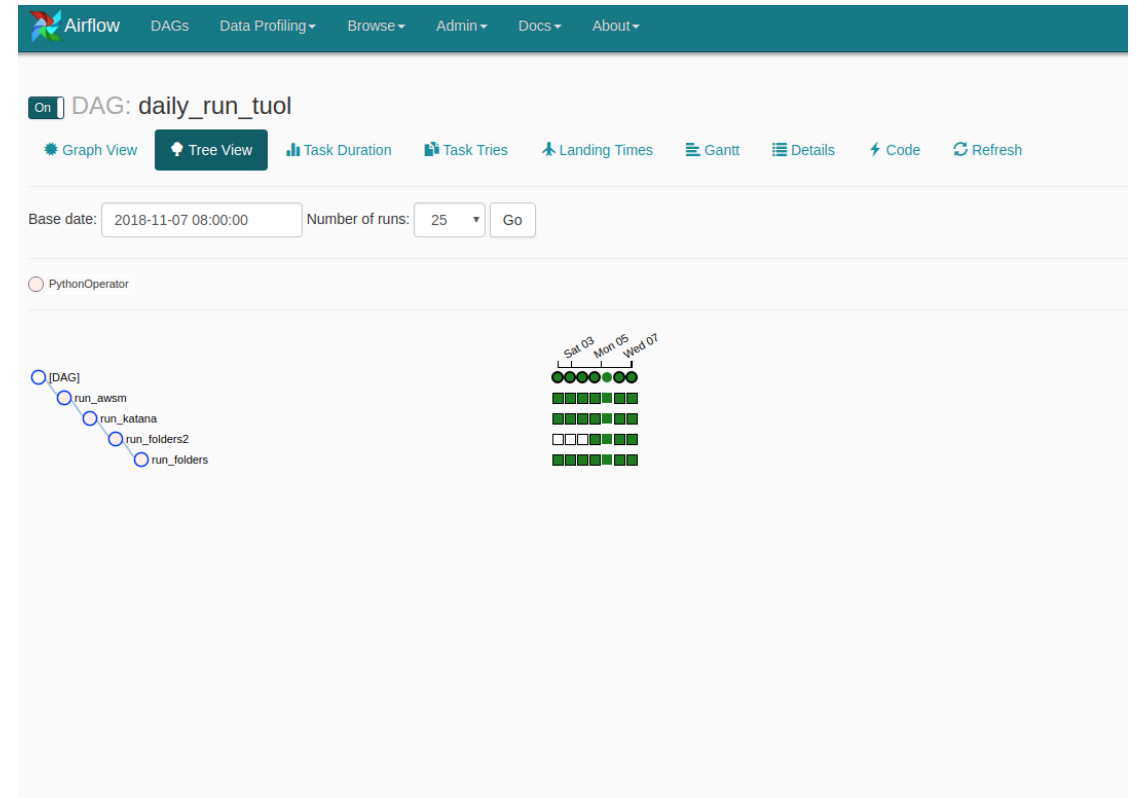 Airflow DAGs Data Profiling Browse Admin Docs About
On DAG: daily_run_tuol
Graph View Tree View Task Duration Task Tries Landing Times Gantt Details Code Refresh
Base date: 2018-11-07 08:00:00 Number of runs: 25 Go
PythonOperator
Sat 03 Mon 05 Wed 07
[DAG]
run_awsm
run_katana
run_folders2
run_folders